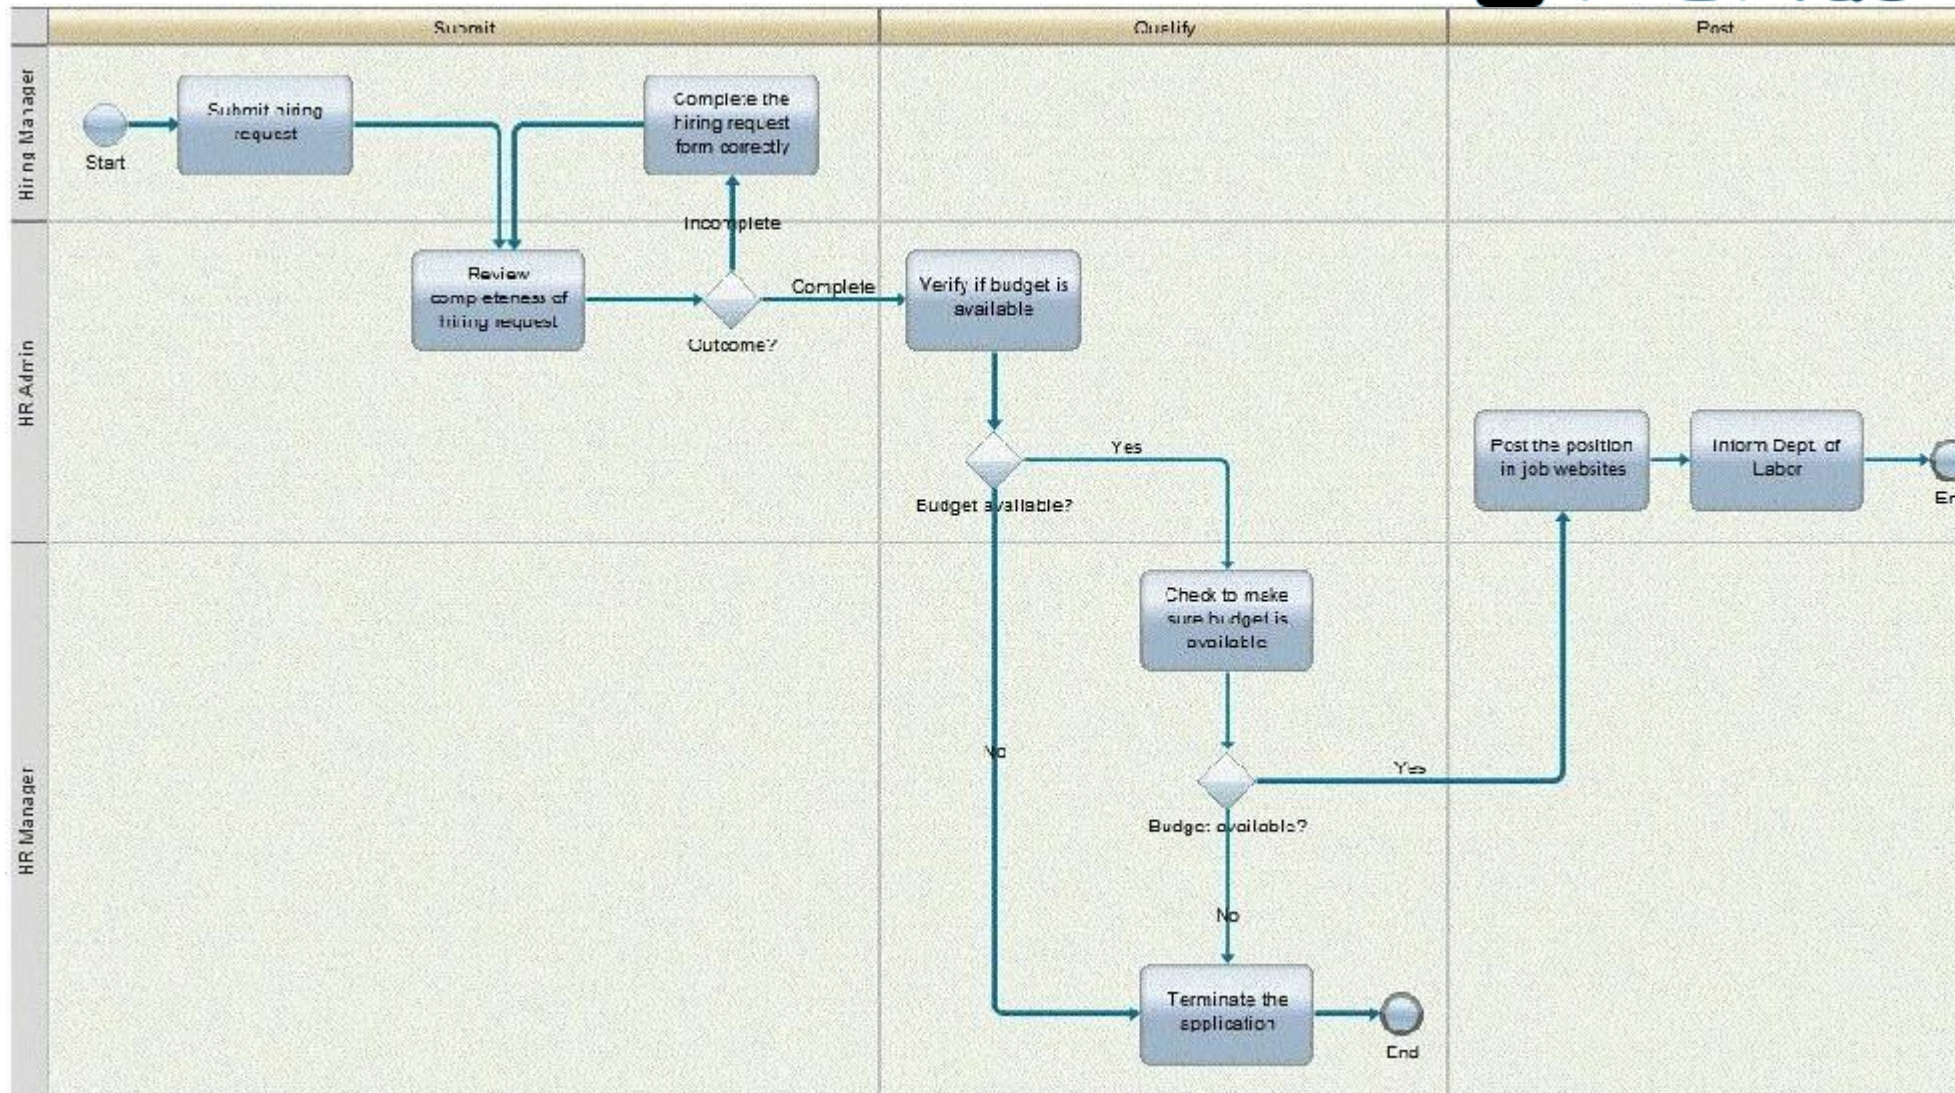 Submit
Qualify
Post
Hiring Manager
Start
Submit hiring
request
Complete the
hiring request
form correctly
Incomplete
HR Admin
Review
completeness of
hiring request
Outcome?
Complete
Verify if budget is
available
Budget available?
Yes
Post the position
in job websites
Inform Dept. of
Labor
HR Manager
Check to make
sure budget is
available
No
Yes
Budget available?
No
Terminate the
application
End